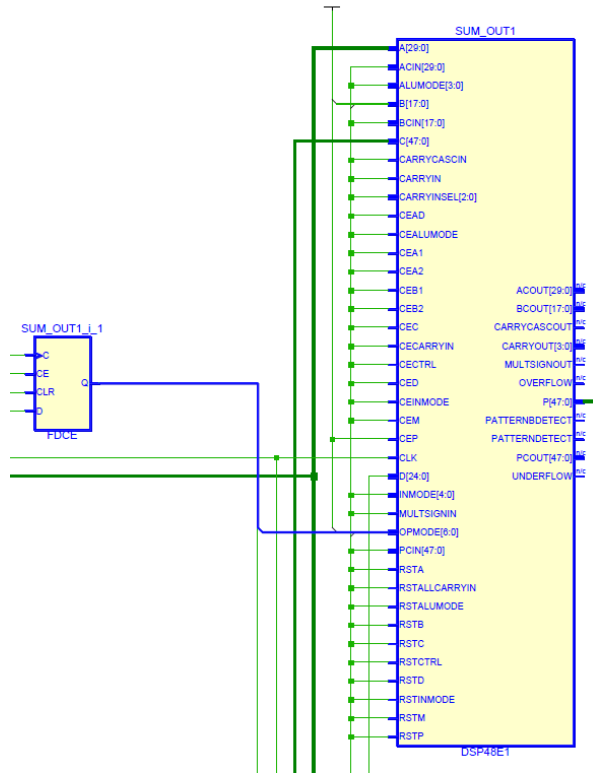 SUM_OUT1
A[29:0]
ACIN[29:0]
ALUMODE[3:0]
B[17:0]
BCIN[17:0]
C[47:0]
CARRYCASCIN
CARRYIN
CARRYINSEL[2:0]
CEAD
CEALUMODE
CEA1
CEA2
CEB1
ACOUT[29:0]
n/c
CEB2
BCOUT[17:0]
n/c
CEC
CARRYCASCOUT
n/c
CECARRYIN
CARRYOUT[3:0]
n/c
CECTRL
MULTSIGNOUT
n/c
CED
OVERFLOW
n/c
CEINMODE
P[47:0]
CEM
PATTERNBDETECT
n/c
CEP
PATTERNDETECT
n/c
CLK
PCOUT[47:0]
n/c
D[24:0]
UNDERFLOW
n/c
INMODE[4:0]
MULTSIGNIN
OPMODE[6:0]
PCIN[47:0]
RSTA
RSTALLCARRYIN
RSTALUMODE
RSTB
RSTC
RSTCTRL
RSTD
RSTINMODE
RSTM
RSTP
DSP48E1
SUM_OUT1_i_1
C
CE
Q
CLR
D
FDCE